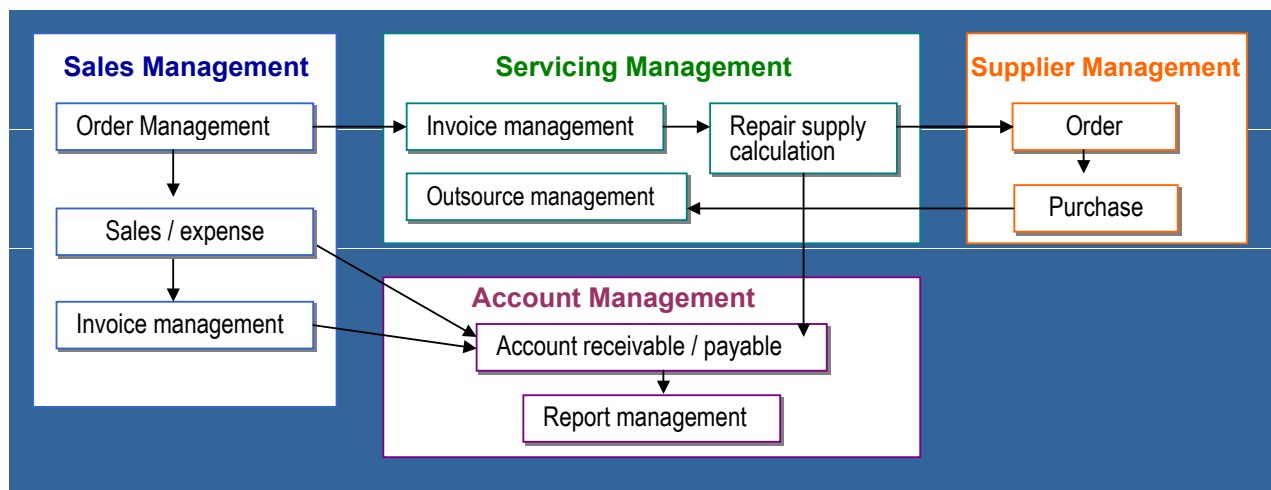 Sales Management
Order Management
Sales / expense
Invoice management
Servicing Management
Invoice management
Repair supply
calculation
Outsource management
Supplier Management
Order
Purchase
Account Management
Account receivable / payable
Report management